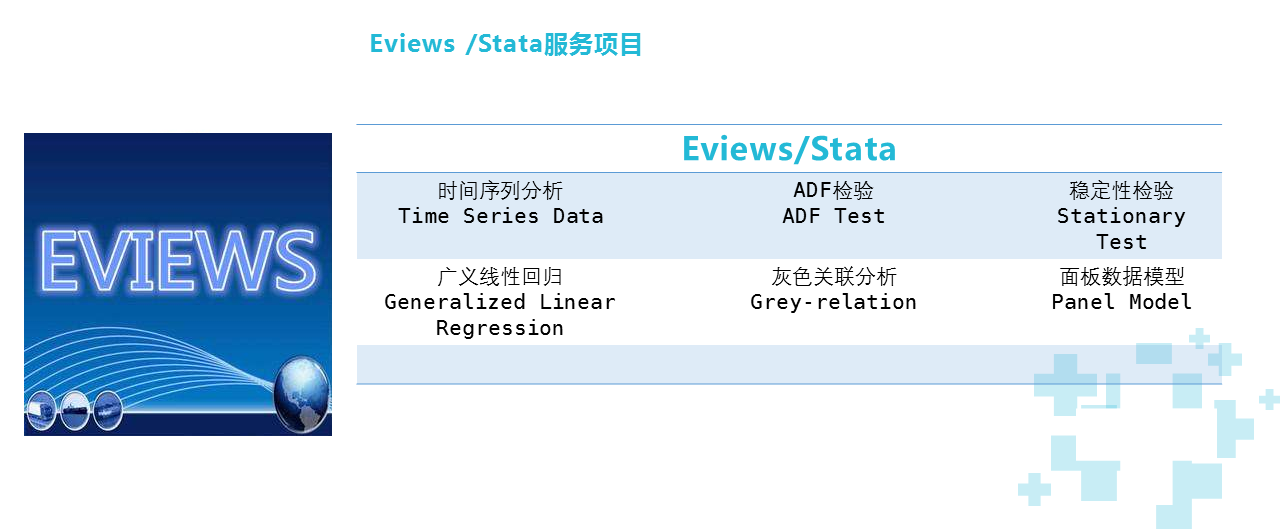 Eviews /Stata服务项目
EVIEWS
Eviews/Stata
时间序列分析
Time Series Data
ADF检验
ADF Test
稳定性检验
Stationary
Test
广义线性回归
Generalized Linear
Regression
灰色关联分析
Grey-relation
面板数据模型
Panel Model